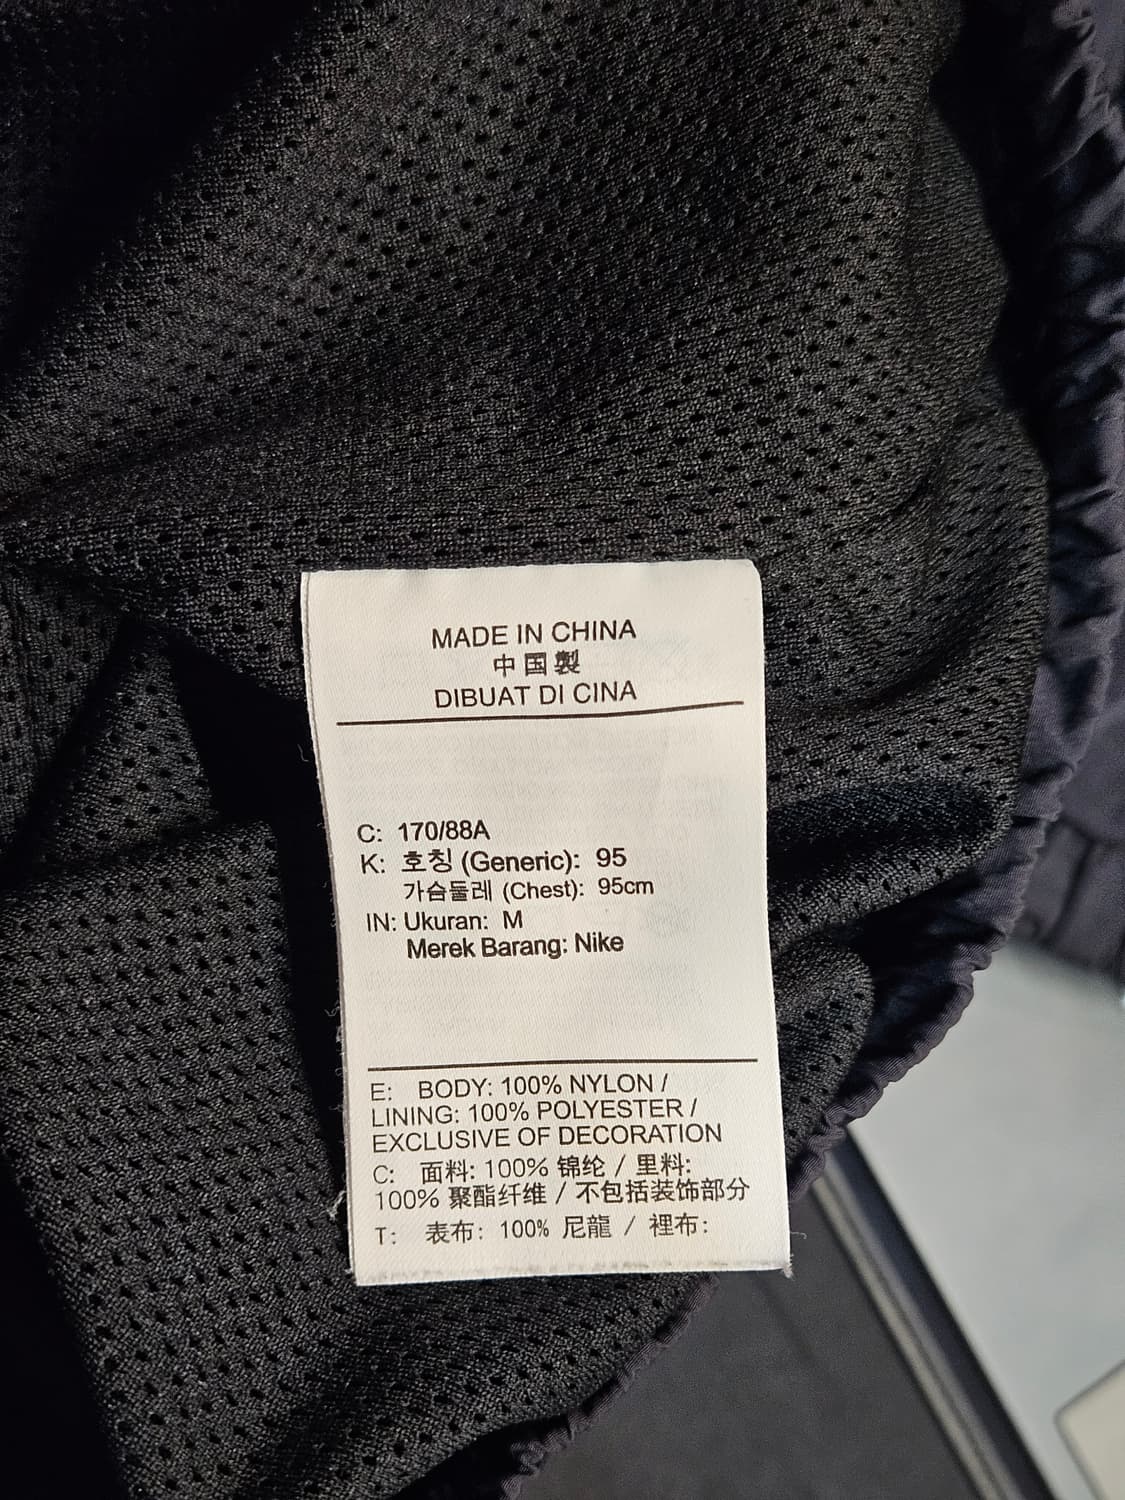 MADE IN CHINA
中国製
DIBUAT DI CINA
C: 170/88A
K: 호칭 (Generic): 95
가슴둘레 (Chest): 95cm
IN: Ukuran: M
Merek Barang: Nike
E: BODY: 100% NYLON /
LINING: 100% POLYESTER /
EXCLUSIVE OF DECORATION
C: 面料: 100% 锦纶 / 里料:
100% 聚酯纤维 / 不包括装饰部分
T: 表布: 100% 尼龍 / 裡布: